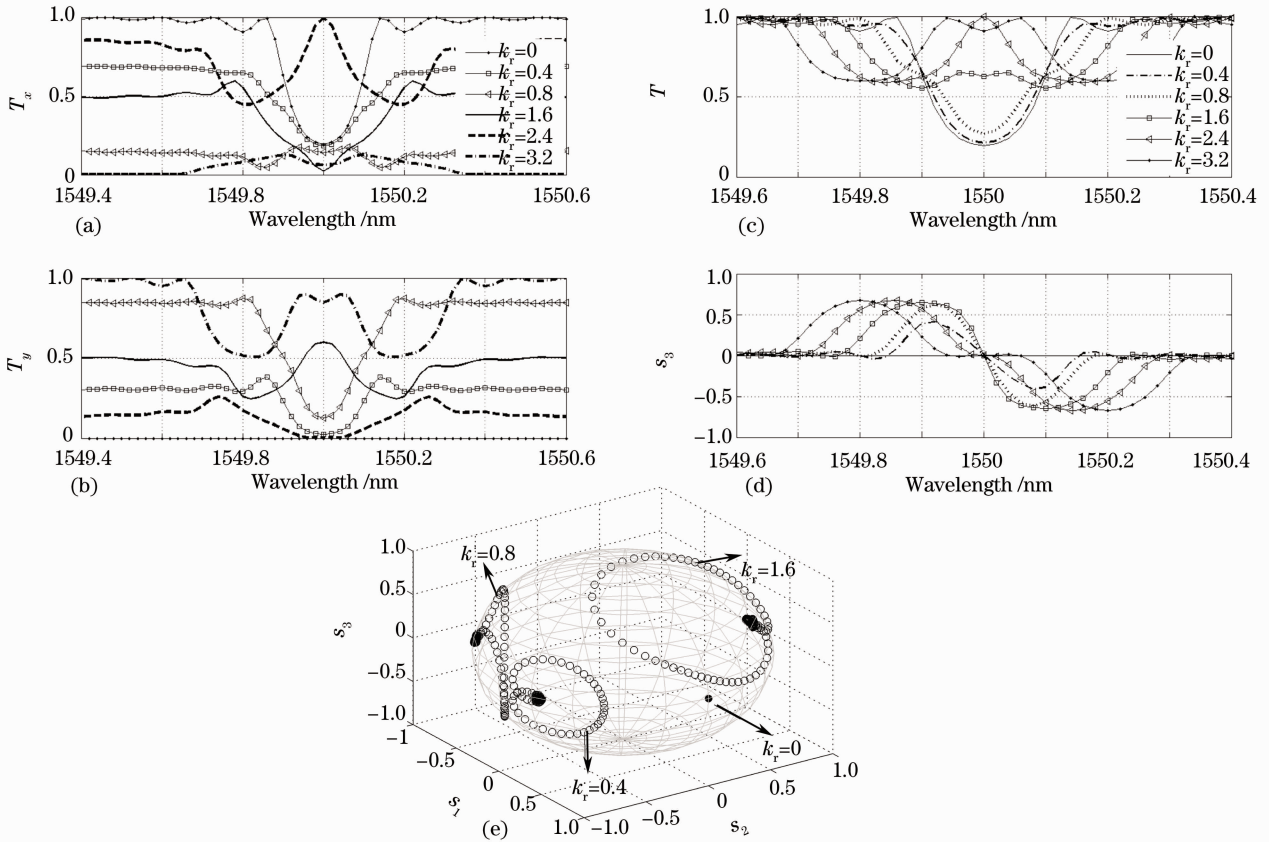 1.0
0.5
0
T_x
k_r=0
k_r=0.4
k_r=0.8
k_r=1.6
k_r=2.4
k_r=3.2
1549.4 1549.8 1550.2 1550.6
Wavelength /nm
(a)
1.0
0.5
0
T
k_r=0
k_r=0.4
k_r=0.8
k_r=1.6
k_r=2.4
k_r=3.2
1549.6 1549.8 1550 1550.2 1550.4
Wavelength /nm
(c)
1.0
0.5
0
T_y
1549.4 1549.8 1550.2 1550.6
Wavelength /nm
(b)
1.0
0.5
0
−0.5
−1.0
s_3
1549.6 1549.8 1550 1550.2 1550.4
Wavelength /nm
(d)
1.0
0.5
0
−0.5
−1.0
s_3
k_r=0.8
k_r=1.6
k_r=0
k_r=0.4
−1
−0.5
0
0.5
1.0
s_1
−1.0
−0.5
0
0.5
1.0
s_2
(e)